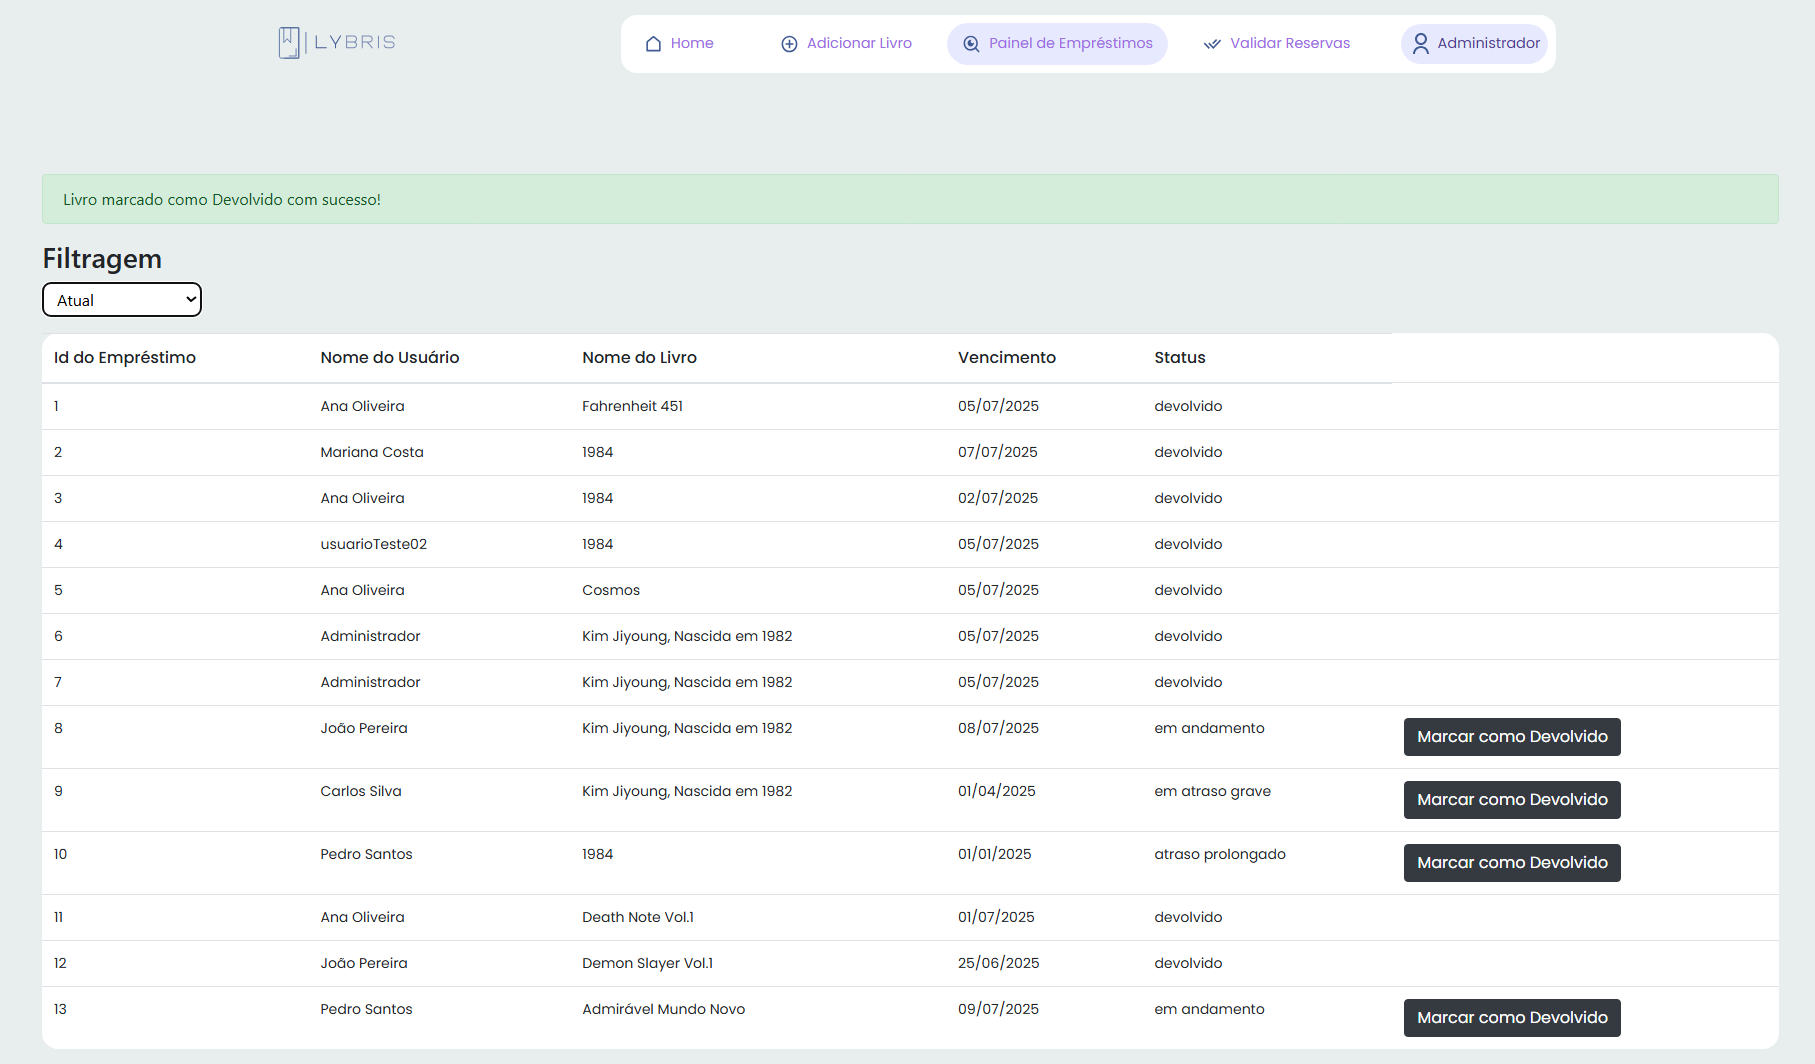 LYBRIS
Home Adicionar Livro Painel de Empréstimos Validar Reservas Administrador
Livro marcado como Devolvido com sucesso!
Filtragem
Atual
Id do Empréstimo Nome do Usuário Nome do Livro Vencimento Status
1 Ana Oliveira Fahrenheit 451 05/07/2025 devolvido
2 Mariana Costa 1984 07/07/2025 devolvido
3 Ana Oliveira 1984 02/07/2025 devolvido
4 usuarioTeste02 1984 05/07/2025 devolvido
5 Ana Oliveira Cosmos 05/07/2025 devolvido
6 Administrador Kim Jiyoung, Nascida em 1982 05/07/2025 devolvido
7 Administrador Kim Jiyoung, Nascida em 1982 05/07/2025 devolvido
8 João Pereira Kim Jiyoung, Nascida em 1982 08/07/2025 em andamento Marcar como Devolvido
9 Carlos Silva Kim Jiyoung, Nascida em 1982 01/04/2025 em atraso grave Marcar como Devolvido
10 Pedro Santos 1984 01/01/2025 atraso prolongado Marcar como Devolvido
11 Ana Oliveira Death Note Vol.1 01/07/2025 devolvido
12 João Pereira Demon Slayer Vol.1 25/06/2025 devolvido
13 Pedro Santos Admirável Mundo Novo 09/07/2025 em andamento Marcar como Devolvido